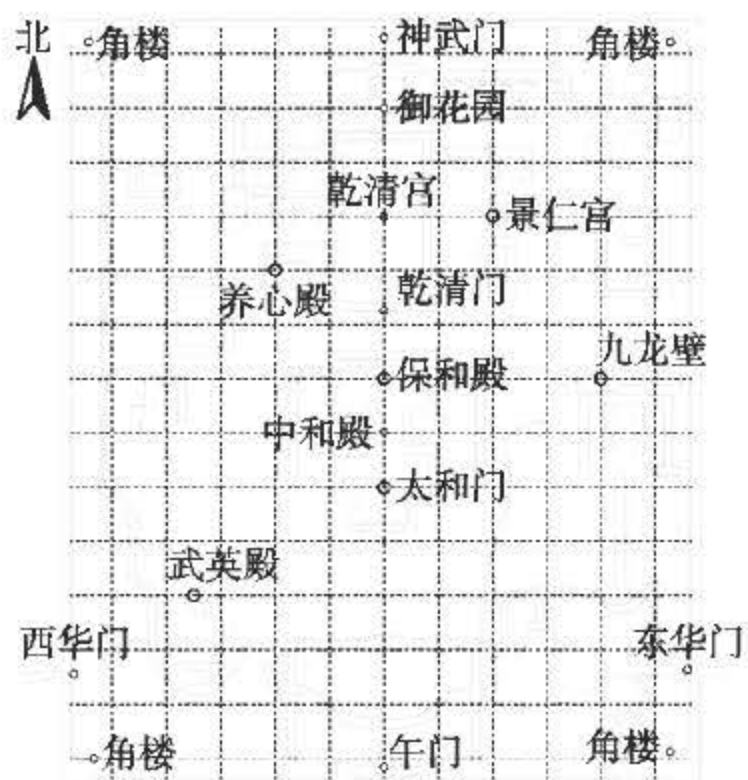 北
角楼
神武门
角楼
御花园
乾清宫
景仁宫
养心殿
乾清门
九龙壁
保和殿
中和殿
太和门
武英殿
西华门
东华门
角楼
午门
角楼